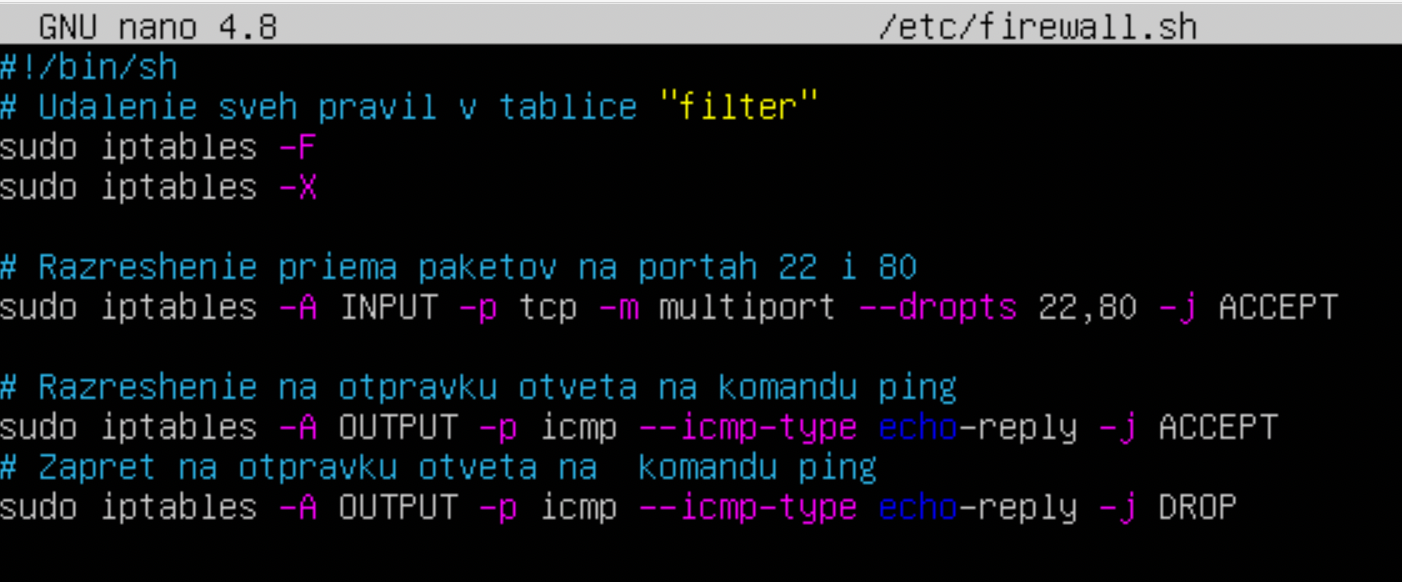 GNU nano 4.8 /etc/firewall.sh
#!/bin/sh
# Udalenie sveh pravil v tablice "filter"
sudo iptables -F
sudo iptables -X
# Razreshenie priema paketov na portah 22 i 80
sudo iptables -A INPUT -p tcp -m multiport --dropts 22,80 -j ACCEPT
# Razreshenie na otpravku otveta na komandu ping
sudo iptables -A OUTPUT -p icmp --icmp-type echo-reply -j ACCEPT
# Zapret na otpravku otveta na  komandu ping
sudo iptables -A OUTPUT -p icmp --icmp-type echo-reply -j DROP